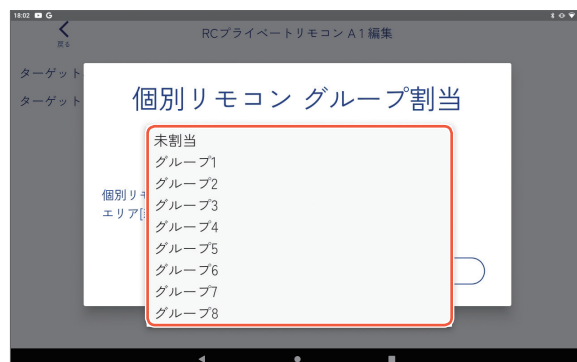 18:02 G
RCプライベートリモコン A1編集
戻る
ターゲット
ターゲット
個別リモコン グループ割当
未割当
グループ1
グループ2
グループ3
グループ4
グループ5
グループ6
グループ7
グループ8
個別リモ
エリア[